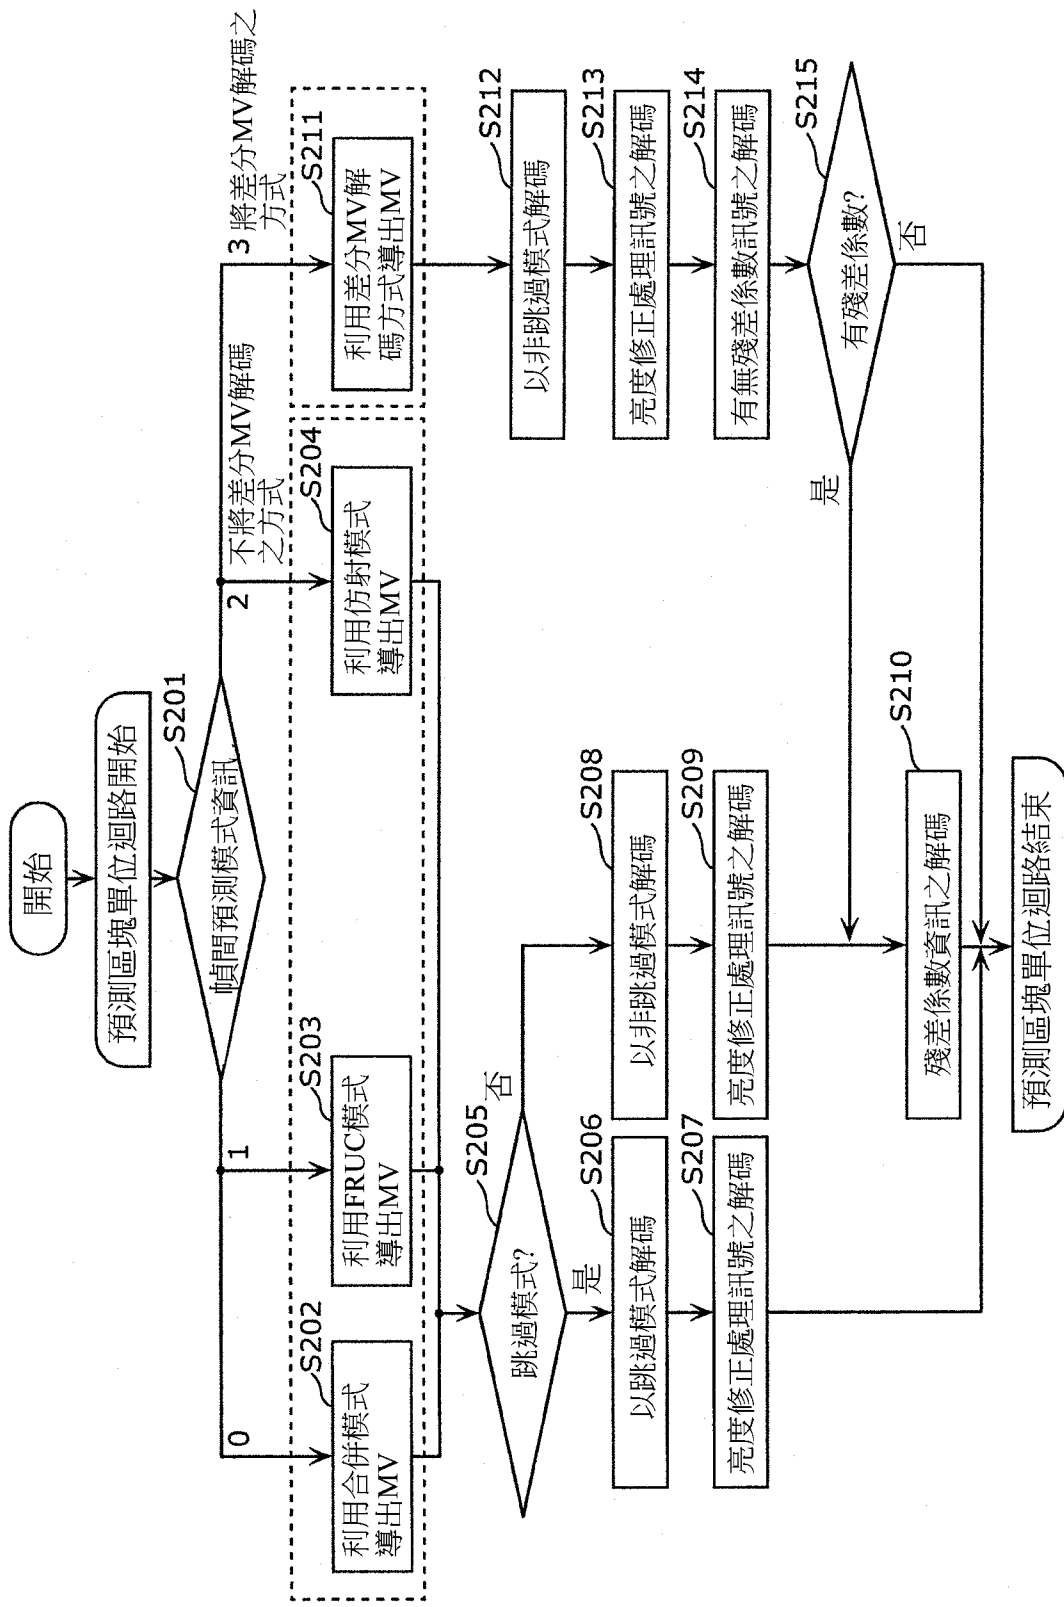 開始
預測區塊單位迴路開始
S201
幀間預測模式資訊
0
1
2
3
不將差分MV解碼
之方式
將差分MV解碼之
方式
S202
利用合併模式
導出MV
S203
利用FRUC模式
導出MV
S204
利用仿射模式
導出MV
S211
利用差分MV解
碼方式導出MV
S205
跳過模式?
是
否
S206
以跳過模式解碼
S207
亮度修正處理訊號之解碼
S208
以非跳過模式解碼
S209
亮度修正處理訊號之解碼
S212
以非跳過模式解碼
S213
亮度修正處理訊號之解碼
S214
有無殘差係數訊號之解碼
S215
有殘差係數?
是
否
S210
殘差係數資訊之解碼
預測區塊單位迴路結束